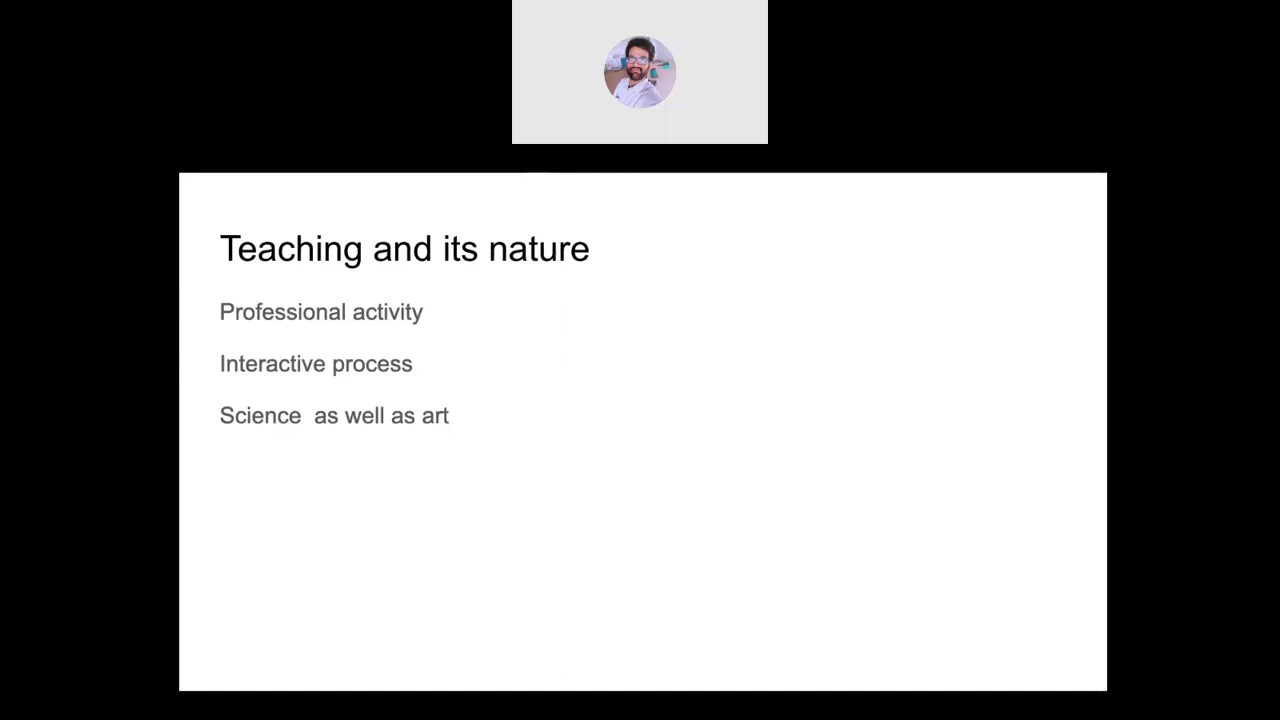 Teaching and its nature
Professional activity
Interactive process
Science  as well as art